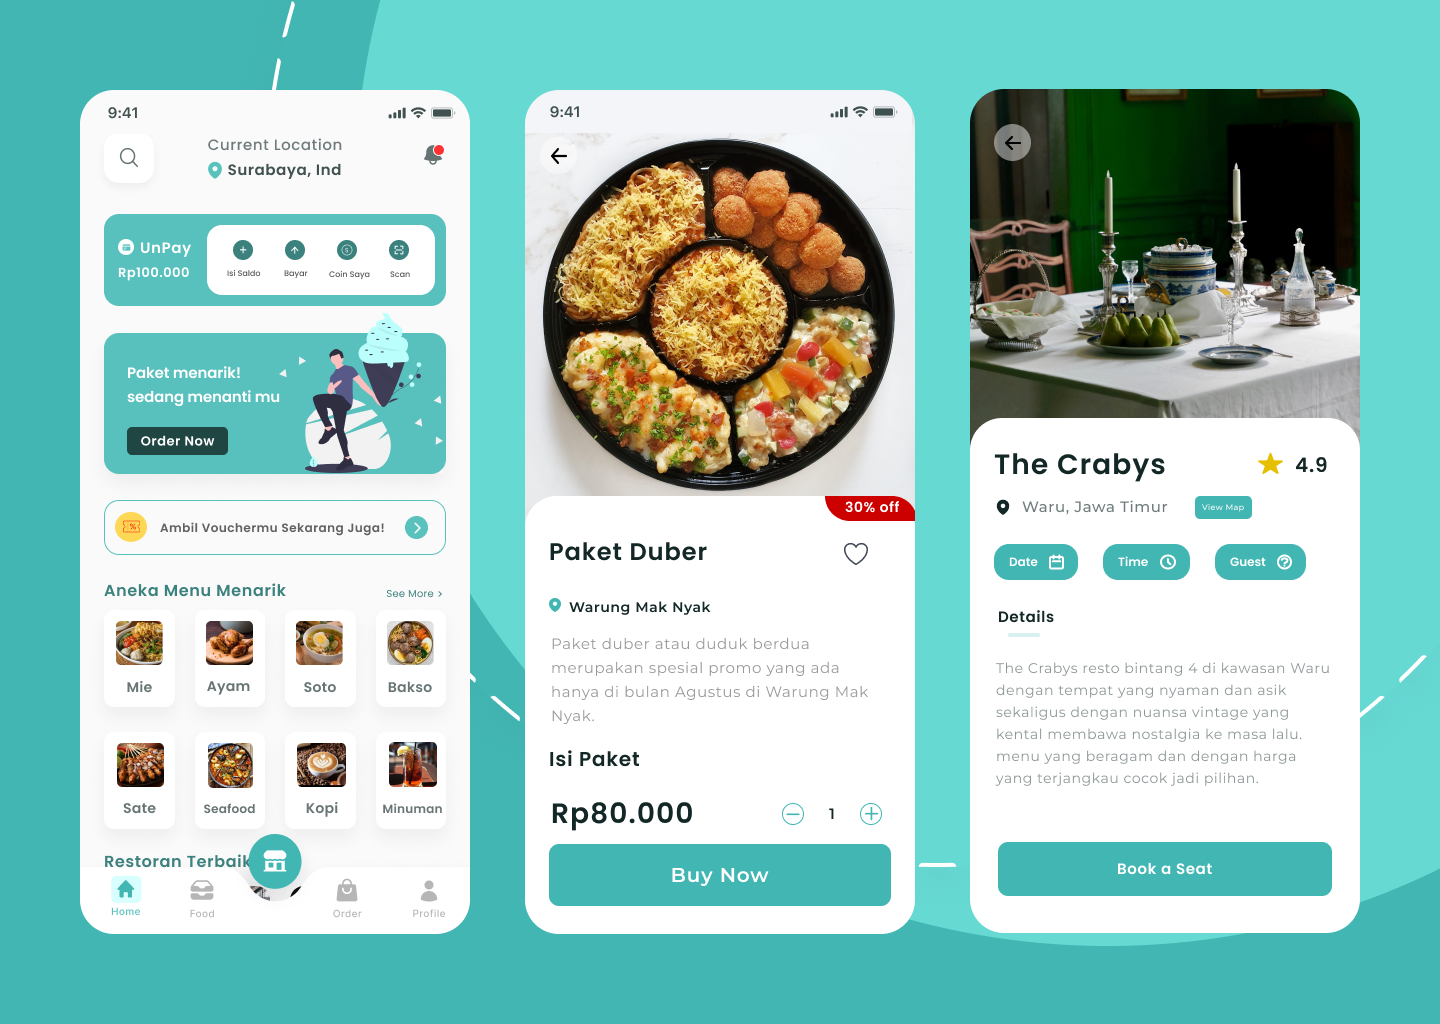 9:41
Current Location
Surabaya, Ind
UnPay
Rp100.000
Isi Saldo
Bayar
Coin Saya
Scan
Paket menarik!
sedang menanti mu
Order Now
Ambil Vouchermu Sekarang Juga!
Aneka Menu Menarik
See More >
Mie
Ayam
Soto
Bakso
Sate
Seafood
Kopi
Minuman
Restoran Terbaik
Home
Food
Order
Profile
9:41
30% off
Paket Duber
Warung Mak Nyak
Paket duber atau duduk berdua
merupakan spesial promo yang ada
hanya di bulan Agustus di Warung Mak
Nyak.
Isi Paket
Rp80.000
1
Buy Now
The Crabys
4.9
Waru, Jawa Timur
View Map
Date
Time
Guest
Details
The Crabys resto bintang 4 di kawasan Waru
dengan tempat yang nyaman dan asik
sekaligus dengan nuansa vintage yang
kental membawa nostalgia ke masa lalu.
menu yang beragam dan dengan harga
yang terjangkau cocok jadi pilihan.
Book a Seat